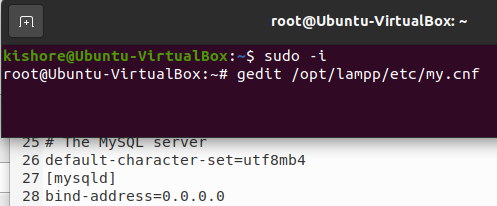 root@Ubuntu-VirtualBox: ~
kishore@Ubuntu-VirtualBox:~$ sudo -i
root@Ubuntu-VirtualBox:~# gedit /opt/lampp/etc/my.cnf
25 # The MySQL server
26 default-character-set=utf8mb4
27 [mysqld]
28 bind-address=0.0.0.0